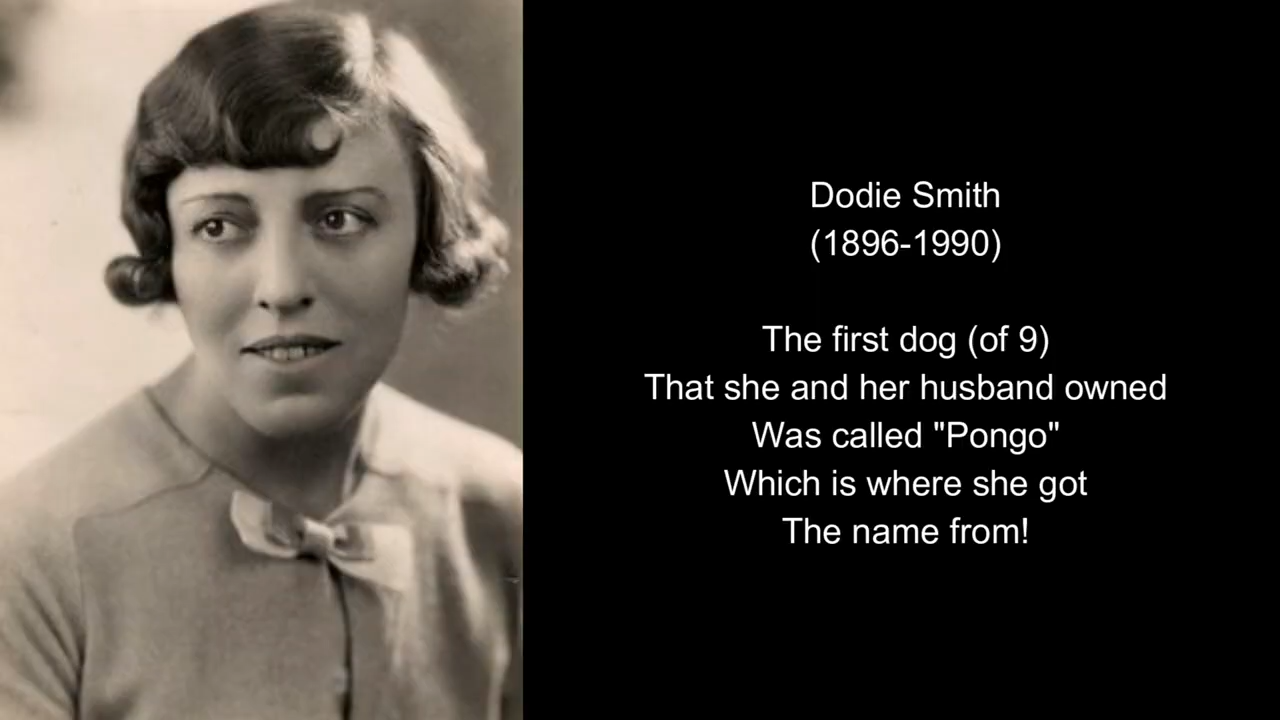 Dodie Smith
(1896-1990)
The first dog (of 9)
That she and her husband owned
Was called "Pongo"
Which is where she got
The name from!